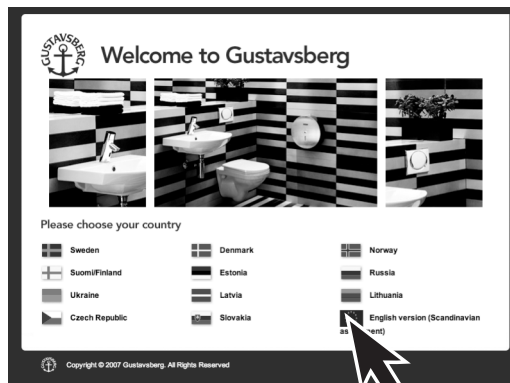 GUSTAVSBERG
Welcome to Gustavsberg
Please choose your country
Sweden
Denmark
Norway
Suomi/Finland
Estonia
Russia
Ukraine
Latvia
Lithuania
Czech Republic
Slovakia
English version (Scandinavian
Copyright © 2007 Gustavsberg. All Rights Reserved